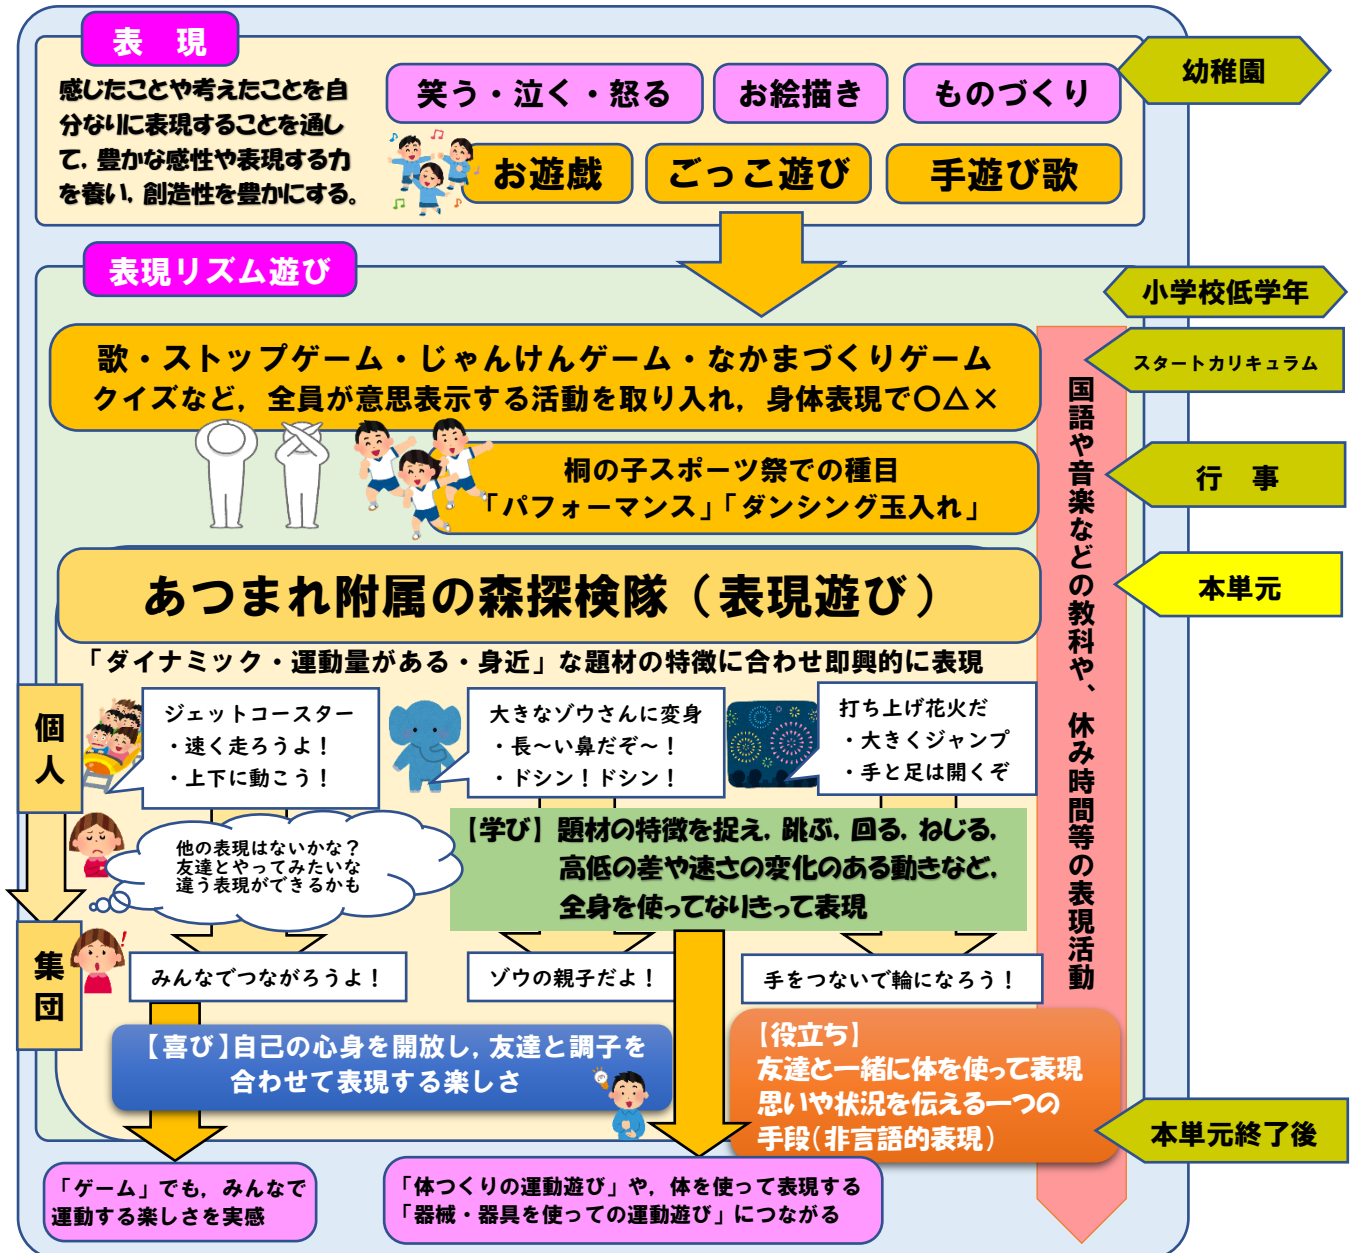 表　現
感じたことや考えたことを自
分なりに表現することを通し
て，豊かな感性や表現する力
を養い，創造性を豊かにする。
笑う・泣く・怒る
お絵描き
ものづくり
お遊戯
ごっこ遊び
手遊び歌
幼稚園
表現リズム遊び
小学校低学年
歌・ストップゲーム・じゃんけんゲーム・なかまづくりゲーム
クイズなど，全員が意思表示する活動を取り入れ，身体表現で〇△×
スタートカリキュラム
桐の子スポーツ祭での種目
「パフォーマンス」「ダンシング玉入れ」
行　事
国語や音楽などの教科や、休み時間等の表現活動
あつまれ附属の森探検隊（表現遊び）
本単元
「ダイナミック・運動量がある・身近」な題材の特徴に合わせ即興的に表現
個人
ジェットコースター
・速く走ろうよ！
・上下に動こう！
大きなゾウさんに変身
・長～い鼻だぞ～！
・ドシン！ドシン！
打ち上げ花火だ
・大きくジャンプ
・手と足は開くぞ
他の表現はないかな？
友達とやってみたいな
違う表現ができるかも
【学び】題材の特徴を捉え，跳ぶ，回る，ねじる，
高低の差や速さの変化のある動きなど，
全身を使ってなりきって表現
集団
みんなでつながろうよ！
ゾウの親子だよ！
手をつないで輪になろう！
【喜び】自己の心身を開放し，友達と調子を
合わせて表現する楽しさ
【役立ち】
友達と一緒に体を使って表現
思いや状況を伝える一つの
手段（非言語的表現）
本単元終了後
「ゲーム」でも，みんなで
運動する楽しさを実感
「体つくりの運動遊び」や，体を使って表現する
「器械・器具を使っての運動遊び」につながる